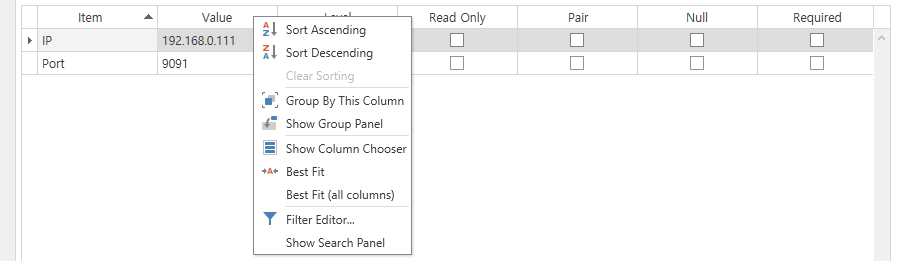 Item Value Level Read Only Pair Null Required
IP 192.168.0.111
Port 9091
Sort Ascending
Sort Descending
Clear Sorting
Group By This Column
Show Group Panel
Show Column Chooser
Best Fit
Best Fit (all columns)
Filter Editor...
Show Search Panel